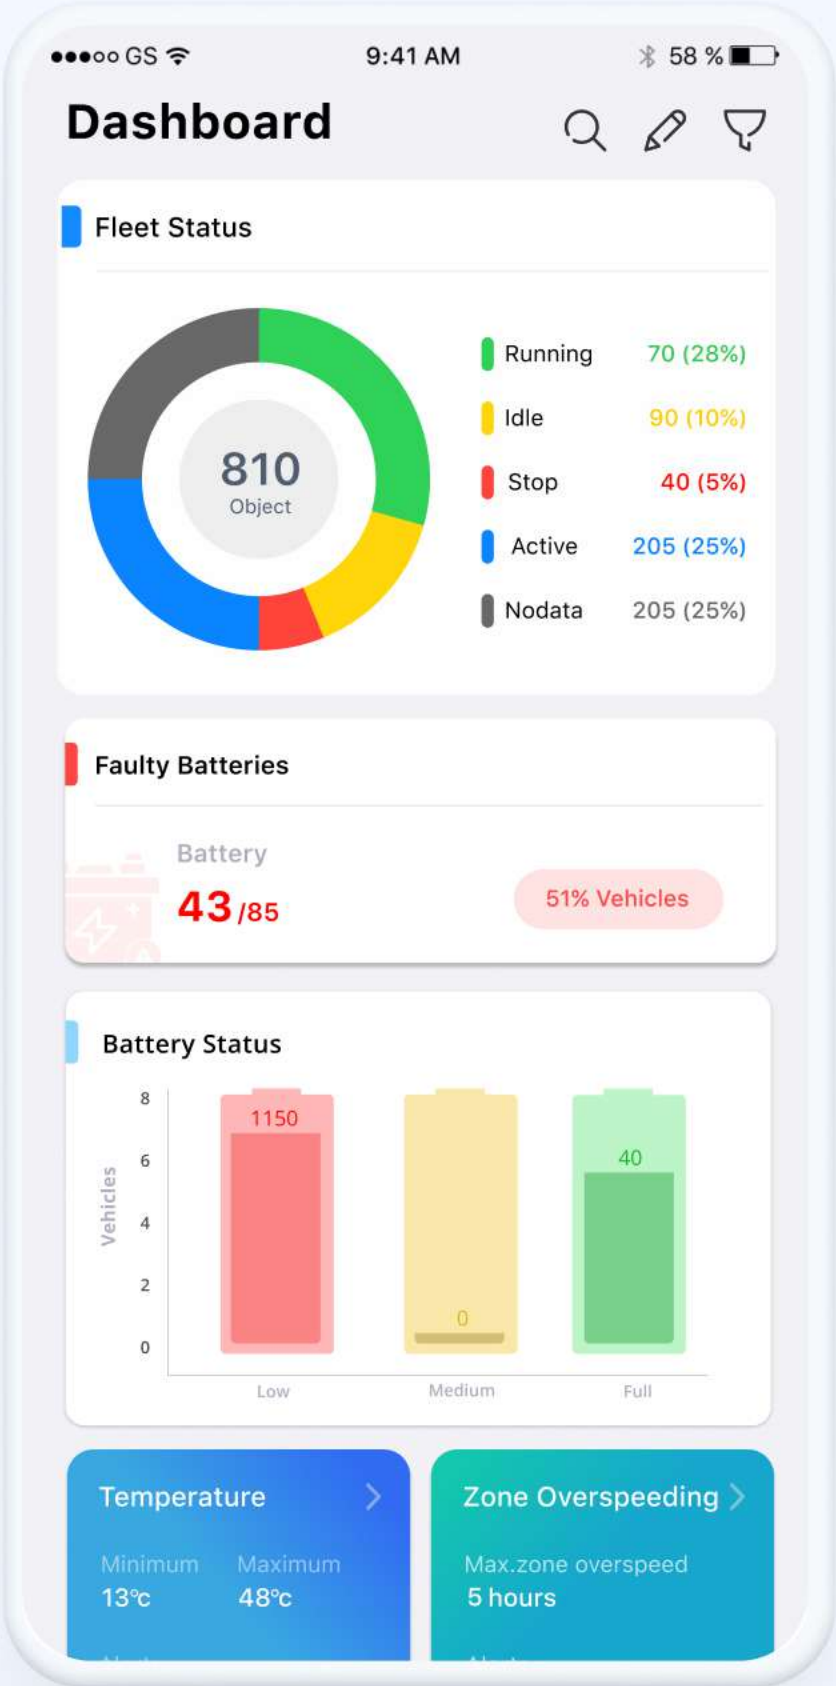 GS 9:41 AM 58 %
Dashboard
Fleet Status
810
Object
Running 70 (28%)
Idle 90 (10%)
Stop 40 (5%)
Active 205 (25%)
Nodata 205 (25%)
Faulty Batteries
Battery
43/85
51% Vehicles
Battery Status
Vehicles
8
6
4
2
0
1150
0
40
Low Medium Full
Temperature
Minimum Maximum
13°c 48°c
Zone Overspeeding
Max.zone overspeed
5 hours